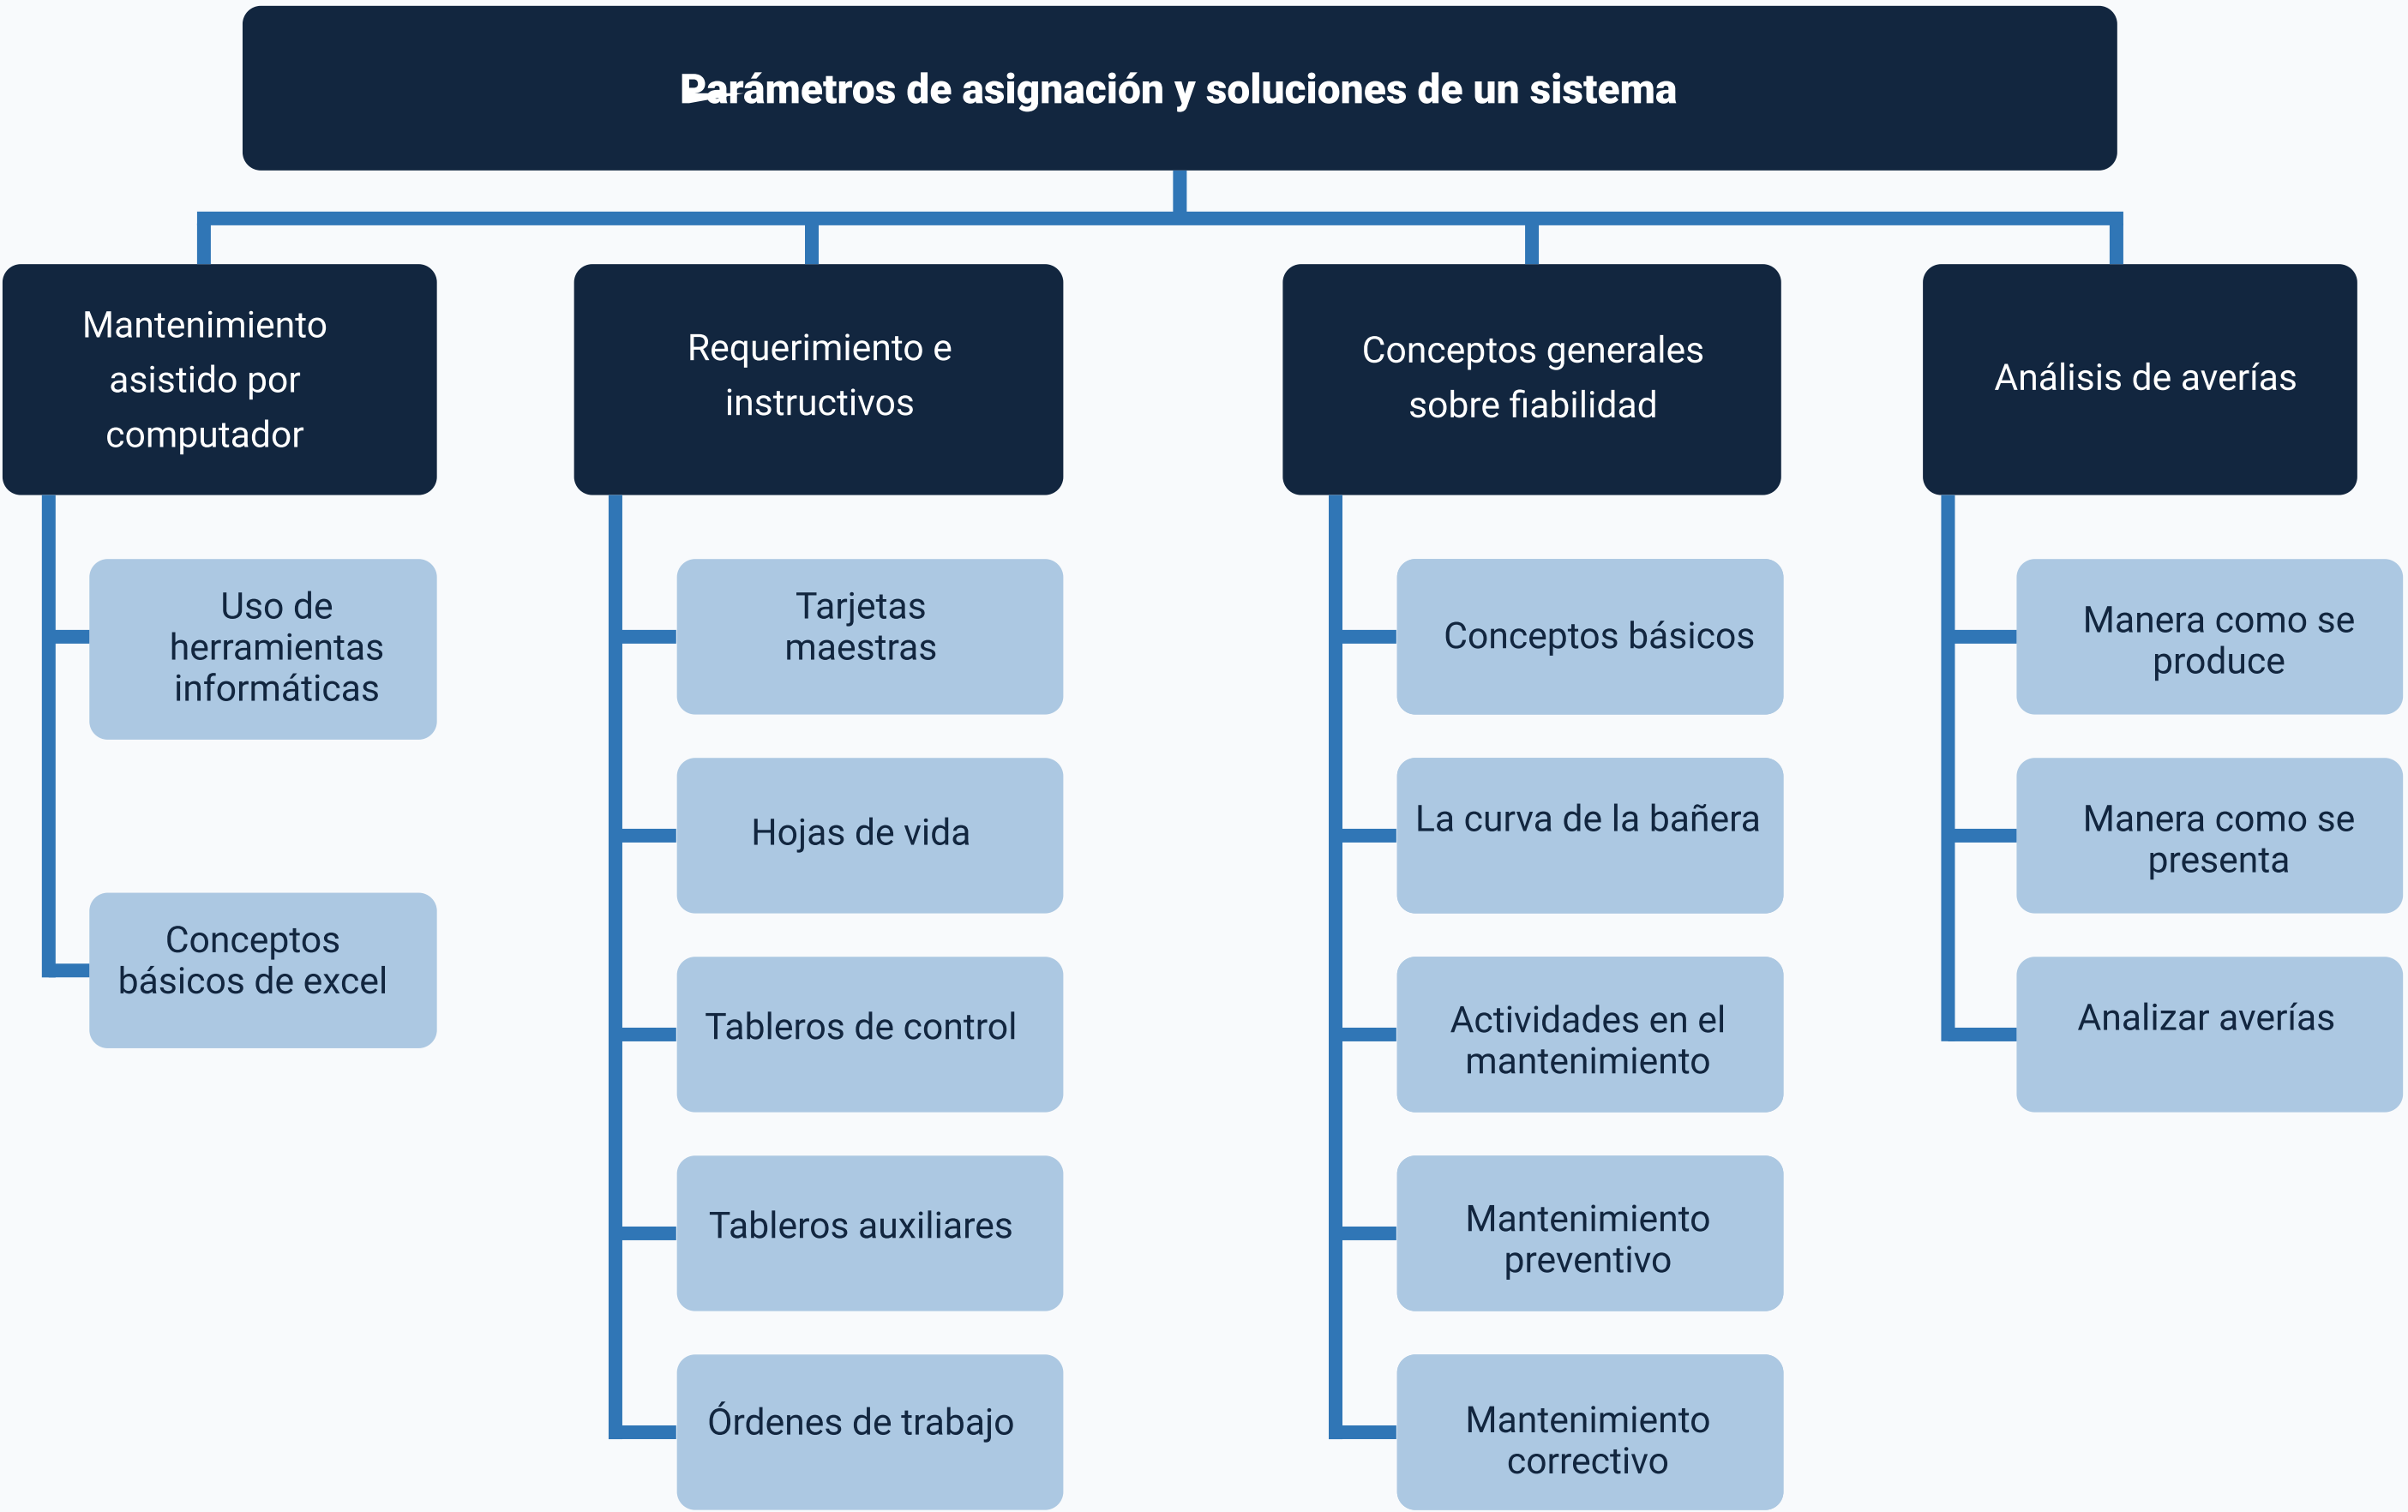 Parámetros de asignación y soluciones de un sistema
Mantenimiento
asistido por
computador
Uso de
herramientas
informáticas
Conceptos
básicos de excel
Requerimiento e
instructivos
Tarjetas
maestras
Hojas de vida
Tableros de control
Tableros auxiliares
Órdenes de trabajo
Conceptos generales
sobre fiabilidad
Conceptos básicos
La curva de la bañera
Actividades en el
mantenimiento
Mantenimiento
preventivo
Mantenimiento
correctivo
Análisis de averías
Manera como se
produce
Manera como se
presenta
Analizar averías